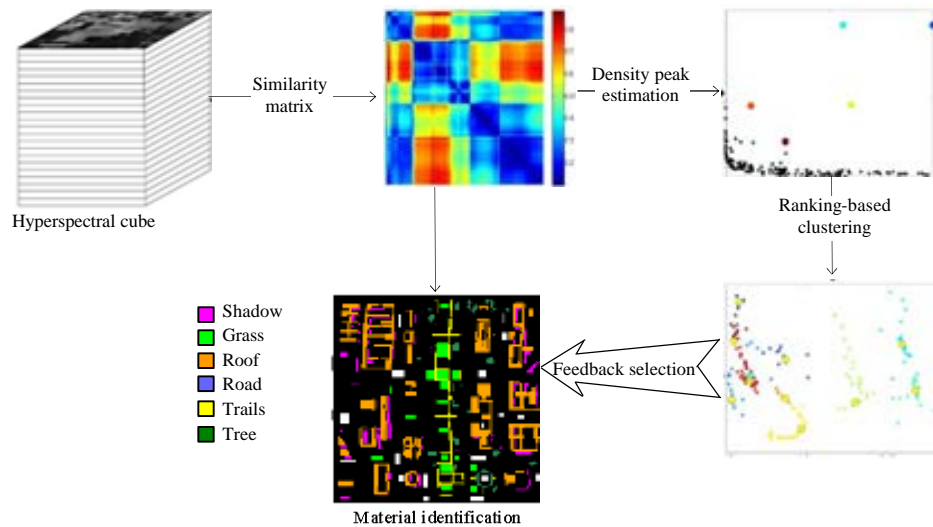 Similarity
matrix
Density peak
estimation
Hyperspectral cube
Ranking-based
clustering
Shadow
Grass
Roof
Road
Trails
Tree
Feedback selection
Material identification